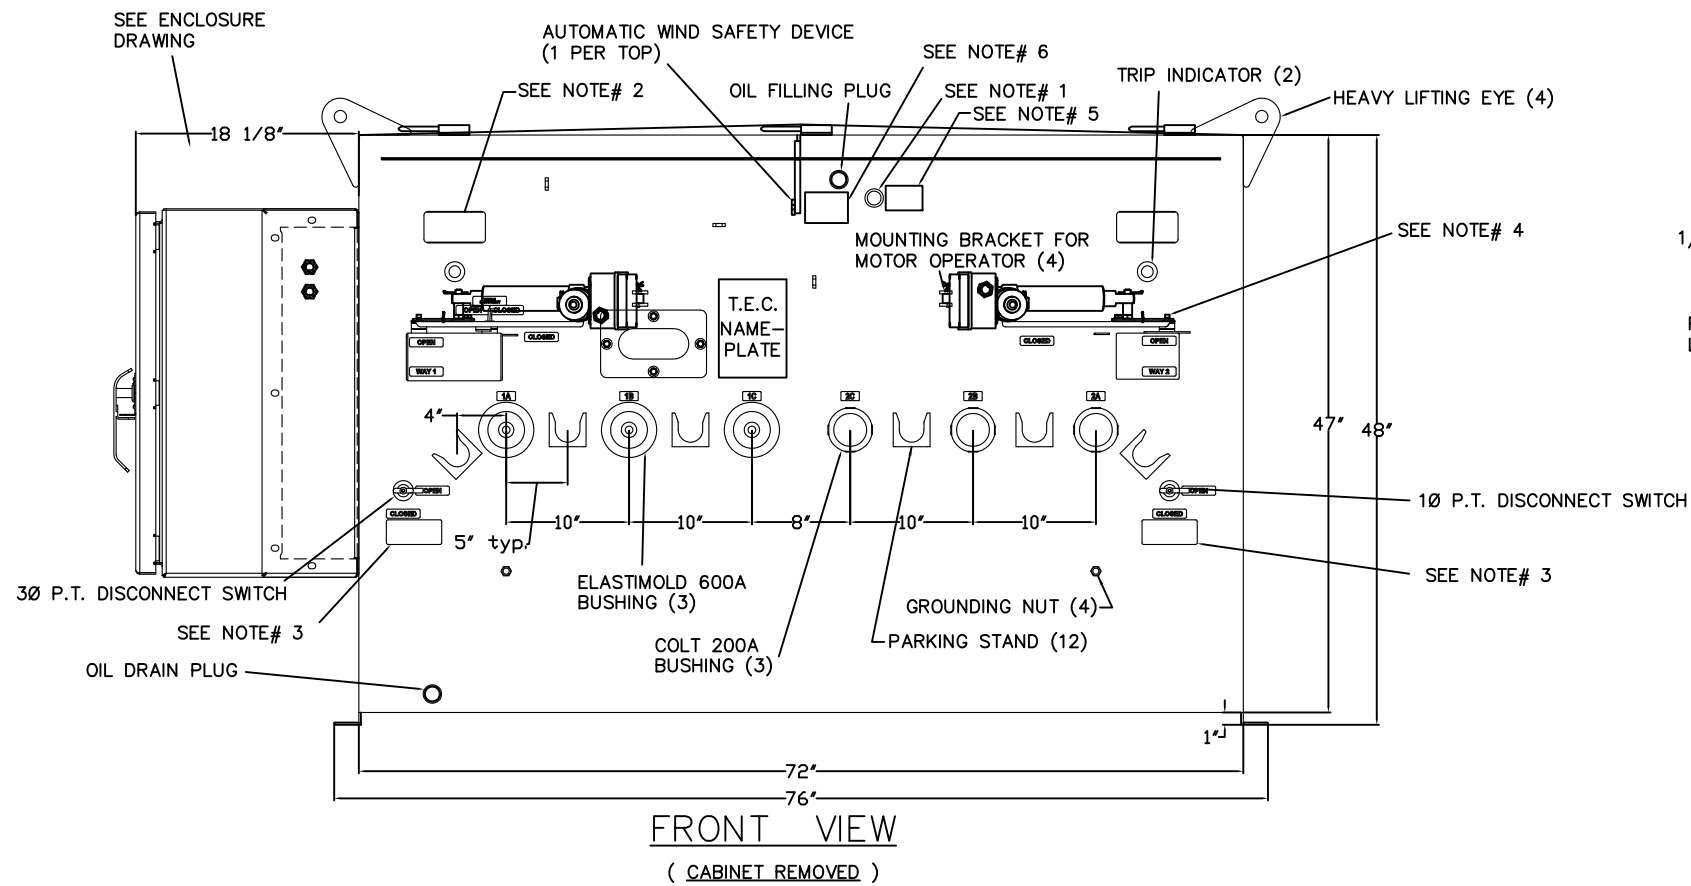 SEE ENCLOSURE
DRAWING
AUTOMATIC WIND SAFETY DEVICE
(1 PER TOP)
SEE NOTE# 6
SEE NOTE# 2
OIL FILLING PLUG
SEE NOTE# 1
TRIP INDICATOR (2)
SEE NOTE# 5
HEAVY LIFTING EYE (4)
18 1/8"
SEE NOTE# 4
MOUNTING BRACKET FOR
MOTOR OPERATOR (4)
T.E.C.
NAME-
PLATE
OPEN
CLOSED
CLOSED
OPEN
WAY 1
CLOSED
OPEN
WAY 2
1A
1B
1C
2C
2B
2A
4"
47"
48"
OPEN
OPEN
1Ø P.T. DISCONNECT SWITCH
CLOSED
CLOSED
10"
10"
8"
10"
10"
5" typ.
3Ø P.T. DISCONNECT SWITCH
ELASTIMOLD 600A
BUSHING (3)
SEE NOTE# 3
GROUNDING NUT (4)
SEE NOTE# 3
COLT 200A
BUSHING (3)
PARKING STAND (12)
OIL DRAIN PLUG
1"
72"
76"
FRONT VIEW
( CABINET REMOVED )